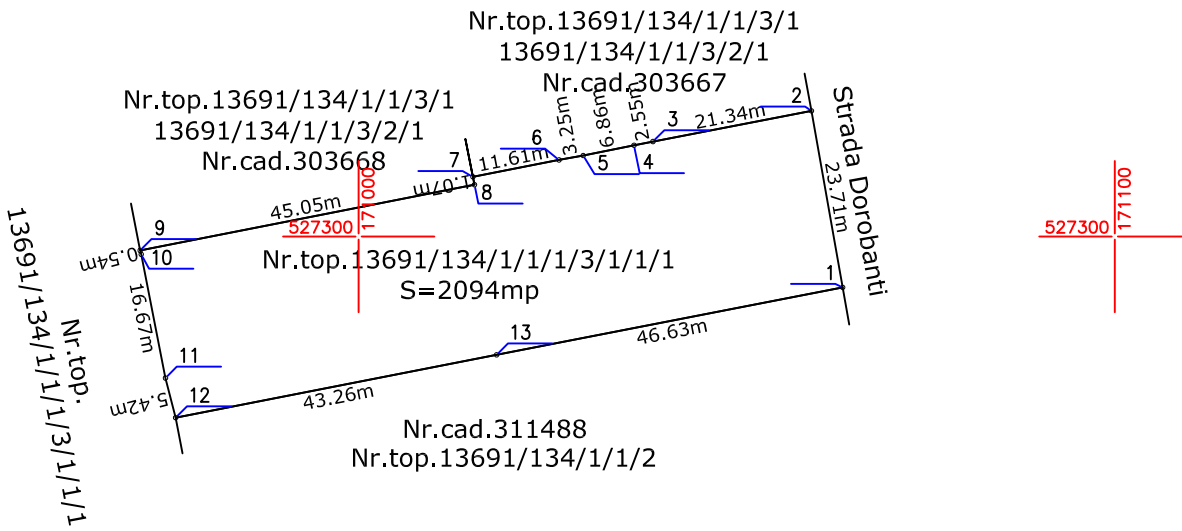 Nr.top.13691/134/1/1/3/1
13691/134/1/1/3/2/1
Nr.cad.303667
Nr.top.13691/134/1/1/3/1
13691/134/1/1/3/2/1
Nr.cad.303668
2
21.34m
3
2.55m
4
6.86m
5
3.25m
6
11.61m
7
1.07m
8
45.05m
9
0.54m
10
16.67m
11
5.42m
12
43.26m
13
46.63m
1
23.71m
Strada Dorobanti
527300
171000
527300
171100
Nr.top.13691/134/1/1/1/3/1/1/1
S=2094mp
Nr.top.
13691/134/1/1/1/3/1/1/1
Nr.cad.311488
Nr.top.13691/134/1/1/2